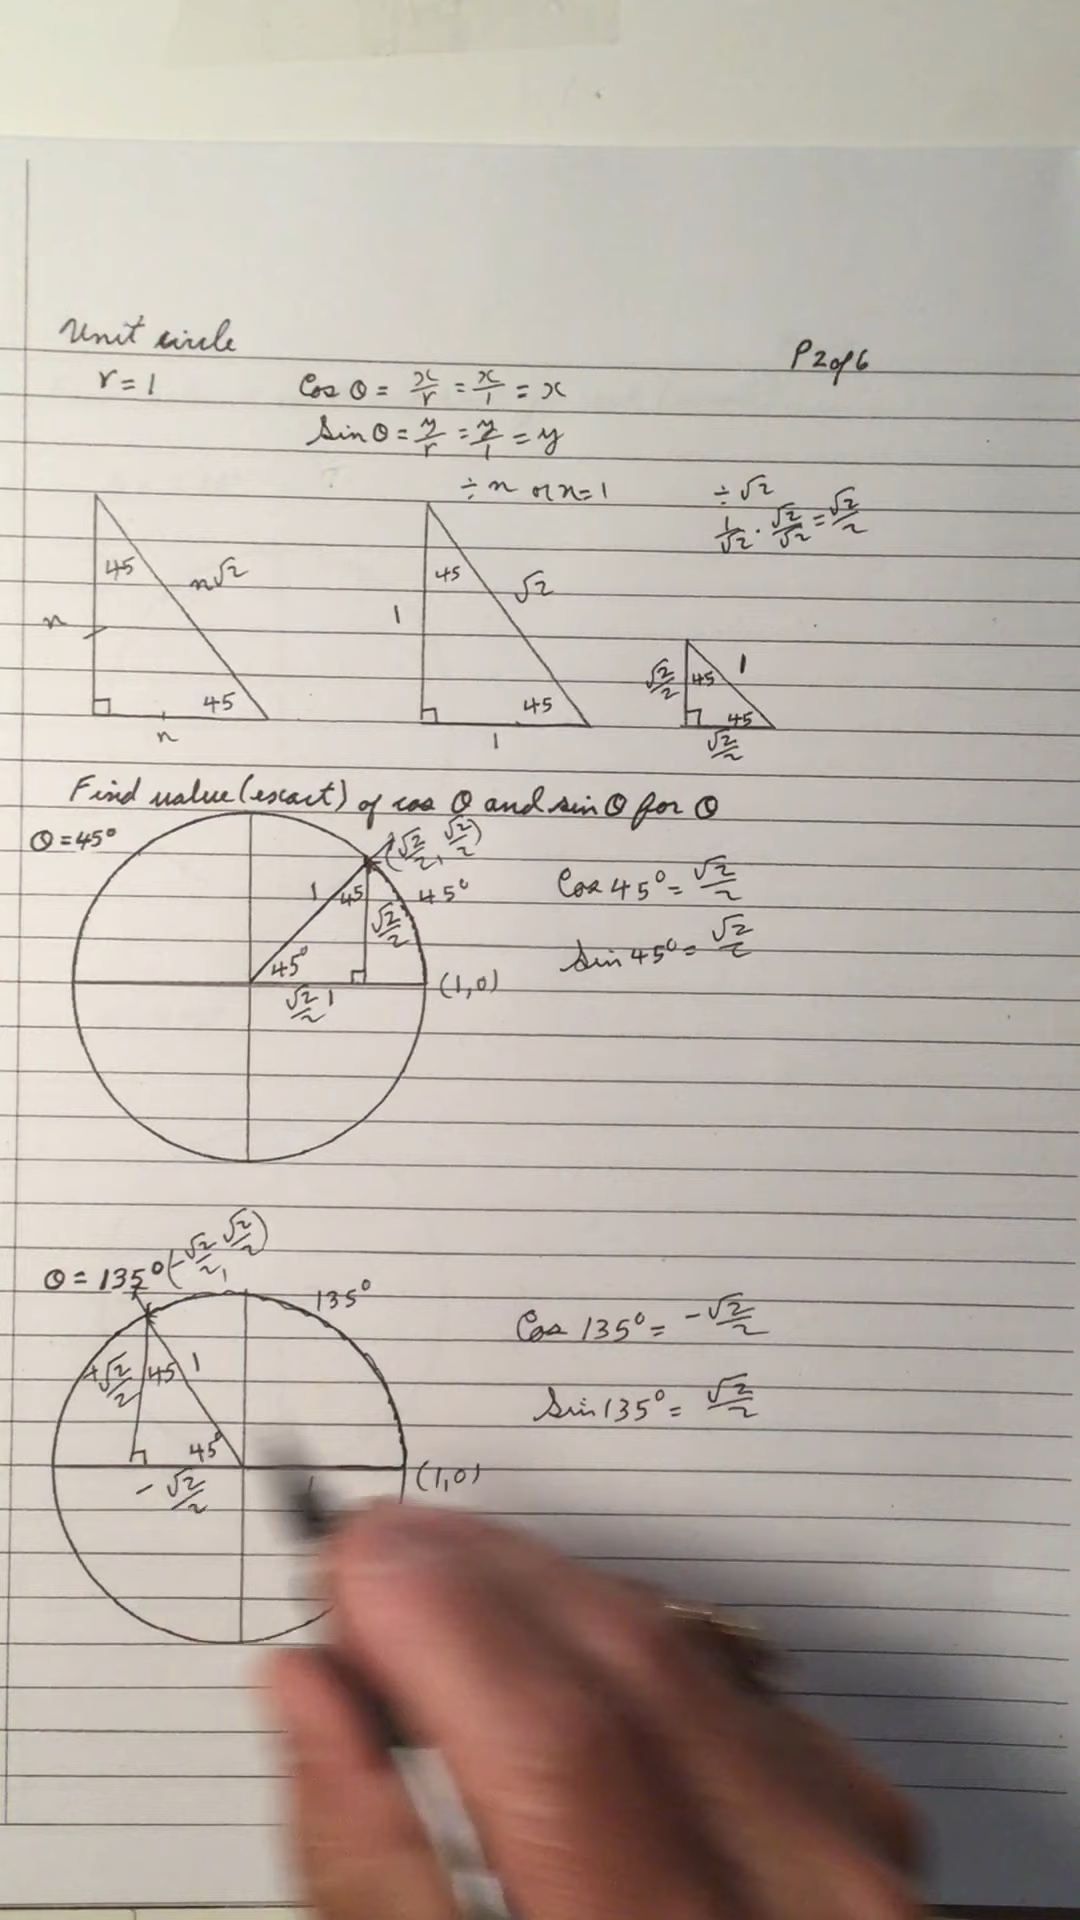 Unit circle
P2of6
r = 1
Cos θ = x/r = x/1 = x
Sin θ = y/r = y/1 = y
÷ n or n=1
÷ √2
1/√2 · √2/√2 = √2/2
45
n√2
n
45
n
45
√2
1
45
1
√2/2
45
1
45
√2/2
Find value (exact) of cos θ and sin θ for θ
θ = 45°
(√2/2, √2/2)
1
45
45°
√2/2
45°
√2/2
1
(1,0)
Cos 45° = √2/2
Sin 45° = √2/2
θ = 135°
(-√2/2, √2/2)
135°
+√2/2
45
1
45°
-√2/2
(1,0)
Cos 135° = -√2/2
Sin 135° = √2/2